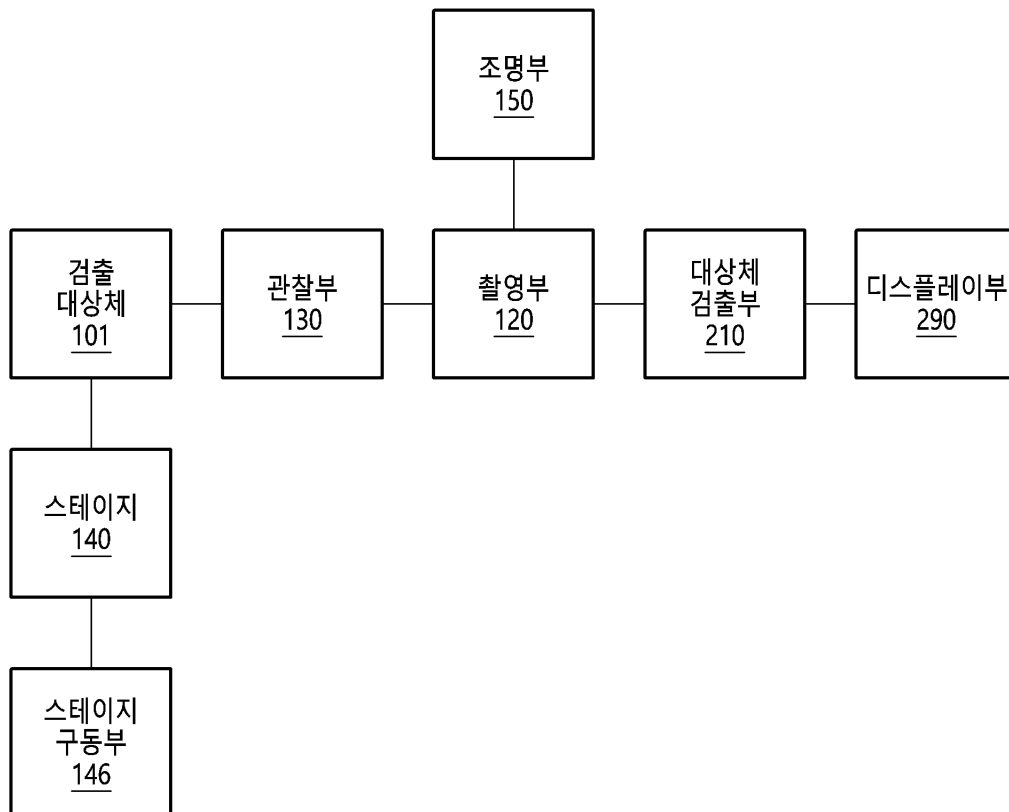 조명부
150
검출
대상체
101
관찰부
130
촬영부
120
대상체
검출부
210
디스플레이부
290
스테이지
140
스테이지
구동부
146